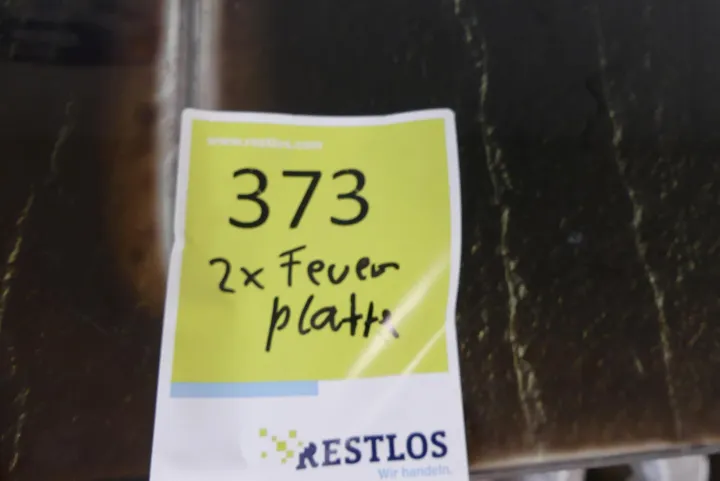 www.restlos.com
373
2x Feuer
platte
RESTLOS
Wir handeln.